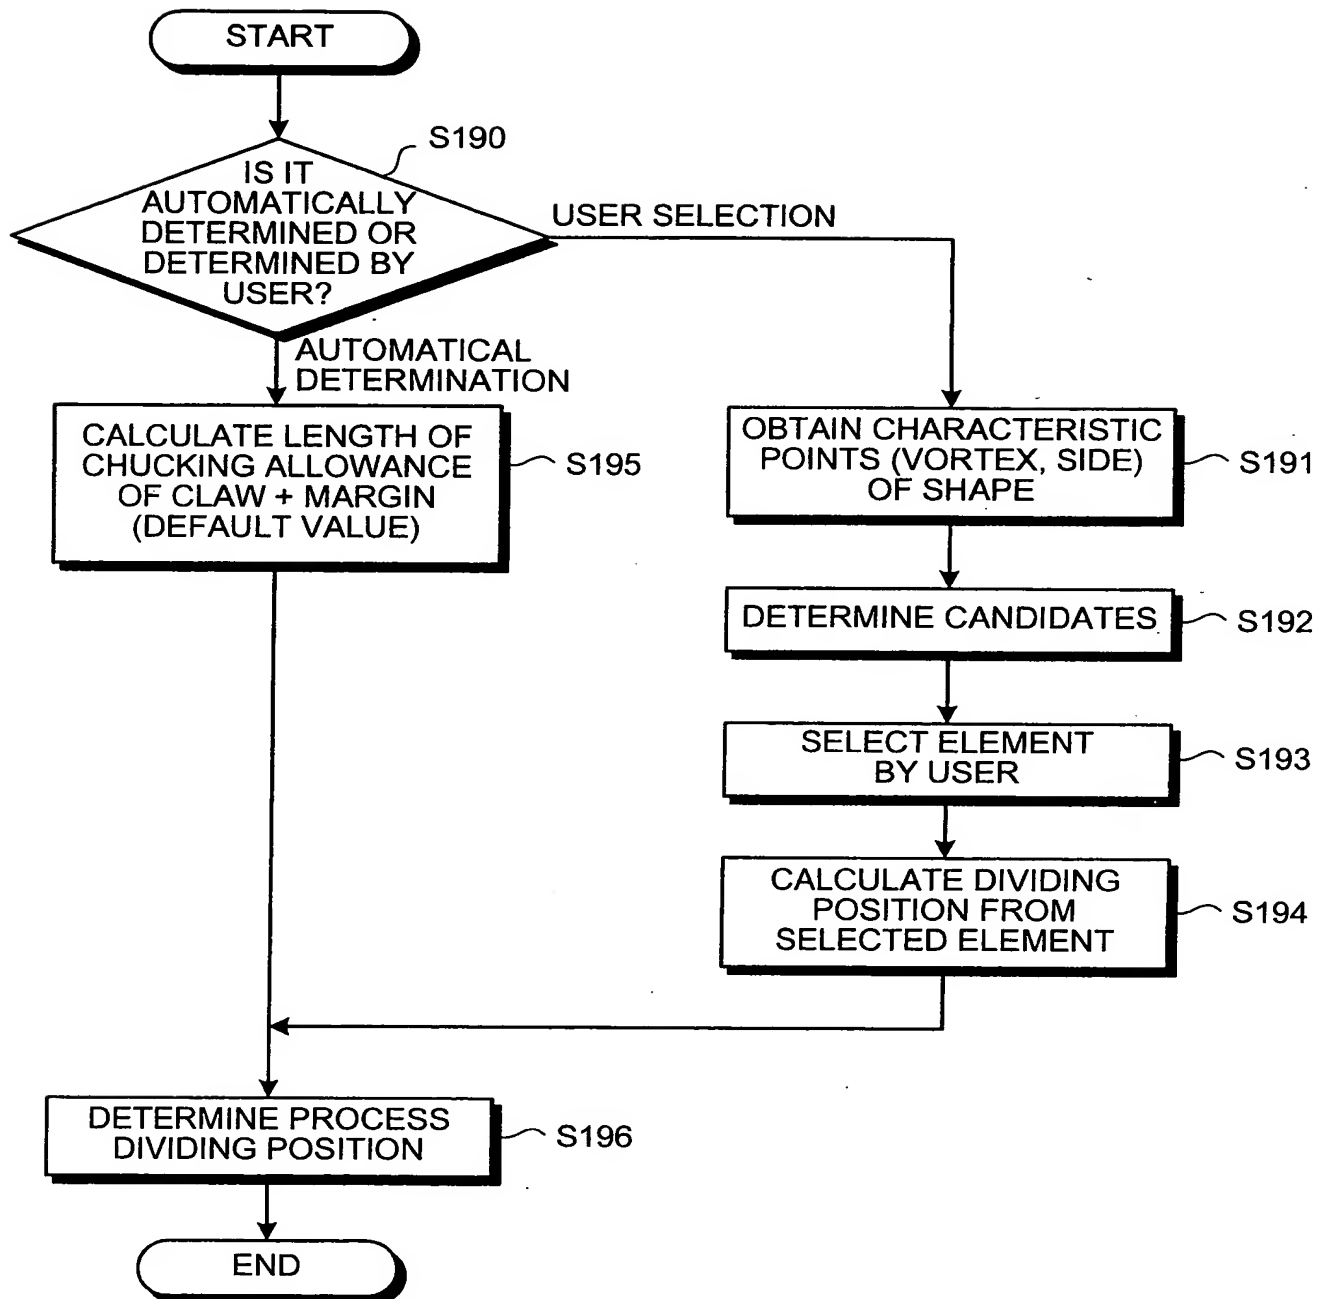 START
S190
IS IT
AUTOMATICALLY
DETERMINED OR
DETERMINED BY
USER?
USER SELECTION
AUTOMATICAL
DETERMINATION
CALCULATE LENGTH OF
CHUCKING ALLOWANCE
OF CLAW + MARGIN
(DEFAULT VALUE)
S195
OBTAIN CHARACTERISTIC
POINTS (VORTEX, SIDE)
OF SHAPE
S191
DETERMINE CANDIDATES
S192
SELECT ELEMENT
BY USER
S193
CALCULATE DIVIDING
POSITION FROM
SELECTED ELEMENT
S194
DETERMINE PROCESS
DIVIDING POSITION
S196
END